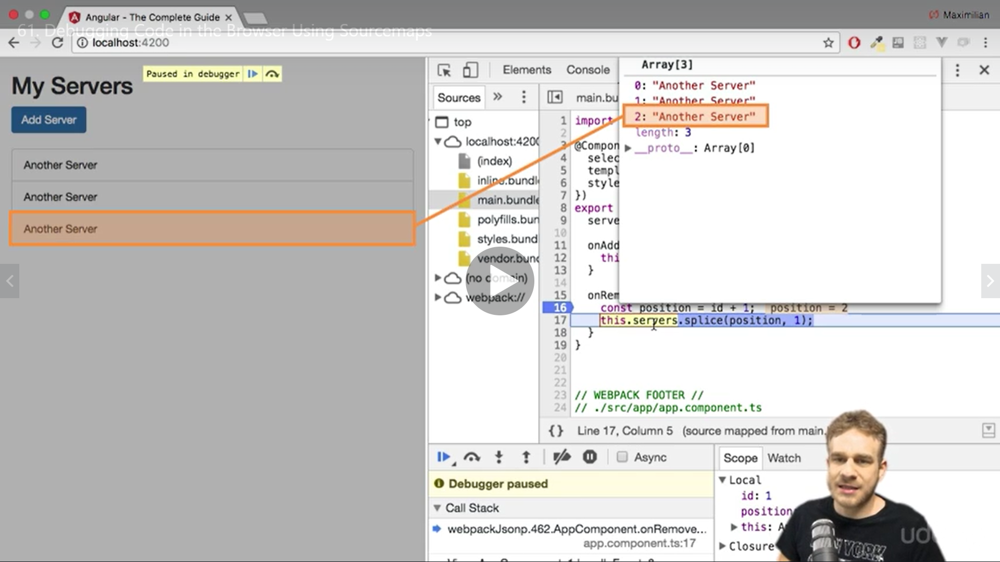 Angular - The Complete Guide
Maximilian
61. Debugging Code in the Browser Using Sourcemaps
localhost:4200
Paused in debugger
My Servers
Add Server
Another Server
Another Server
Another Server
Elements
Console
Sources
main.bu
top
localhost:4200
(index)
inline.bundle
main.bundle
polyfills.bun
styles.bund
vendor.bund
(no domain)
webpack://
Array[3]
0: "Another Server"
1: "Another Server"
2: "Another Server"
length: 3
__proto__: Array[0]
1 import
2
3 @Compon
4 selec
5 templ
6 style
7 })
8 export
9 serve
10
11 onAdd
12 thi
13 }
14
15 onRem
16 const position = id + 1; position = 2
17 this.servers.splice(position, 1);
18 }
19 }
20
21
22
23 // WEBPACK FOOTER //
24 // ./src/app/app.component.ts
{} Line 17, Column 5 (source mapped from main.
Async
Debugger paused
Call Stack
webpackJsonp.462.AppComponent.onRemove...
app.component.ts:17
Scope
Watch
Local
id: 1
position
this: A
Closure
YORK
ude